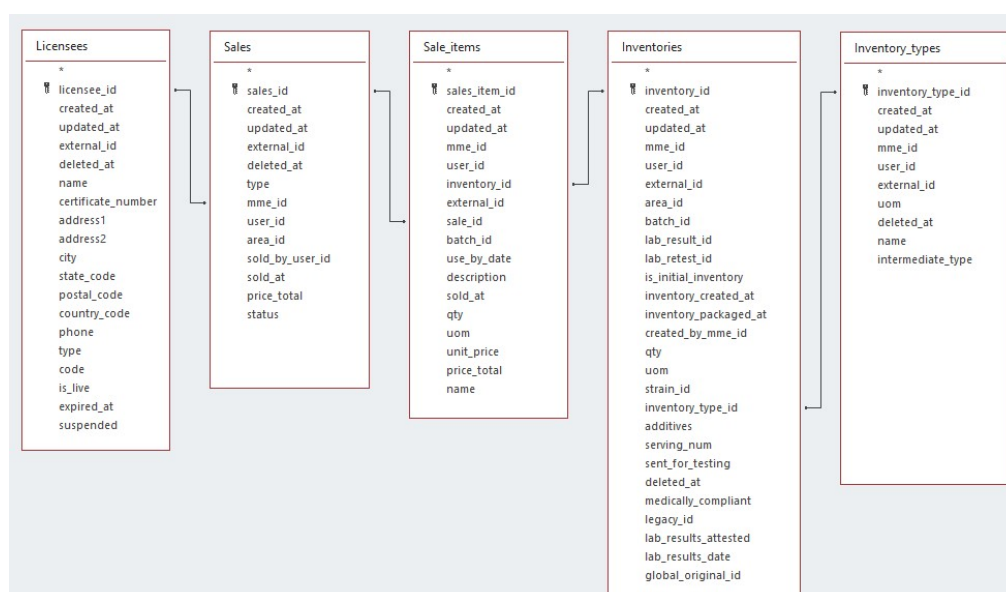 Licensees
*
licensee_id
created_at
updated_at
external_id
deleted_at
name
certificate_number
address1
address2
city
state_code
postal_code
country_code
phone
type
code
is_live
expired_at
suspended
Sales
*
sales_id
created_at
updated_at
external_id
deleted_at
type
mme_id
user_id
area_id
sold_by_user_id
sold_at
price_total
status
Sale_items
*
sales_item_id
created_at
updated_at
mme_id
user_id
inventory_id
external_id
sale_id
batch_id
use_by_date
description
sold_at
qty
uom
unit_price
price_total
name
Inventories
*
inventory_id
created_at
updated_at
mme_id
user_id
external_id
area_id
batch_id
lab_result_id
lab_retest_id
is_initial_inventory
inventory_created_at
inventory_packaged_at
created_by_mme_id
qty
uom
strain_id
inventory_type_id
additives
serving_num
sent_for_testing
deleted_at
medically_compliant
legacy_id
lab_results_attested
lab_results_date
global_original_id
Inventory_types
*
inventory_type_id
created_at
updated_at
mme_id
user_id
external_id
uom
deleted_at
name
intermediate_type